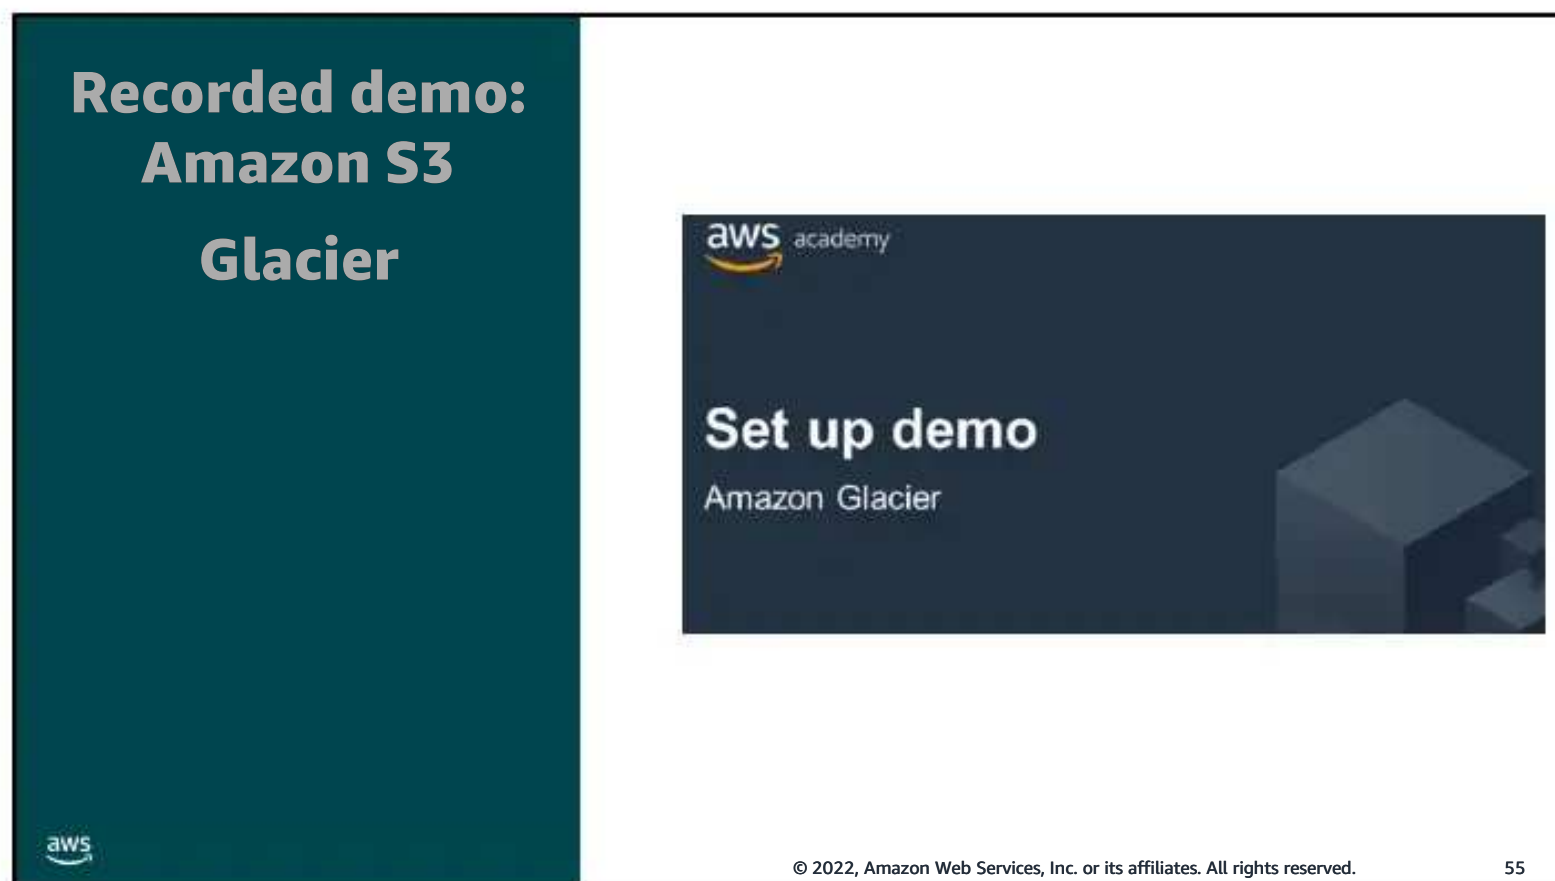 Recorded demo:
Amazon S3
Glacier
aws academy
Set up demo
Amazon Glacier
aws
© 2022, Amazon Web Services, Inc. or its affiliates. All rights reserved.
55